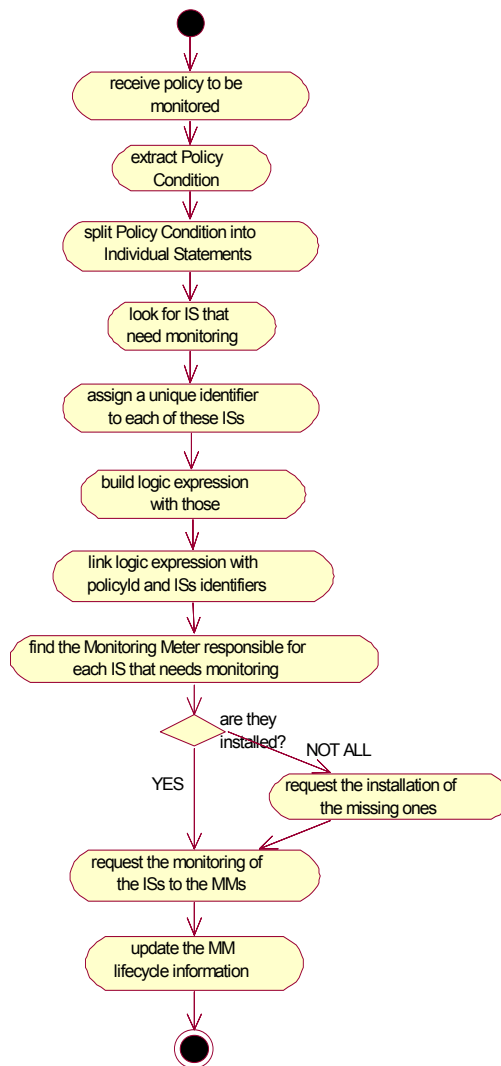 receive policy to be
monitored
extract Policy
Condition
split Policy Condition into
Individual Statements
look for IS that
need monitoring
assign a unique identifier
to each of these ISs
build logic expression
with those
link logic expression with
policyId and ISs identifiers
find the Monitoring Meter responsible for
each IS that needs monitoring
are they
installed?
NOT ALL
YES
request the installation of
the missing ones
request the monitoring of
the ISs to the MMs
update the MM
lifecycle information